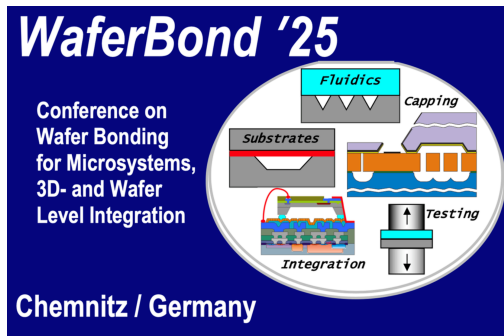 WaferBond ’25
Conference on
Wafer Bonding
for Microsystems,
3D- and Wafer
Level Integration
Fluidics
Capping
Substrates
Testing
Integration
Chemnitz / Germany